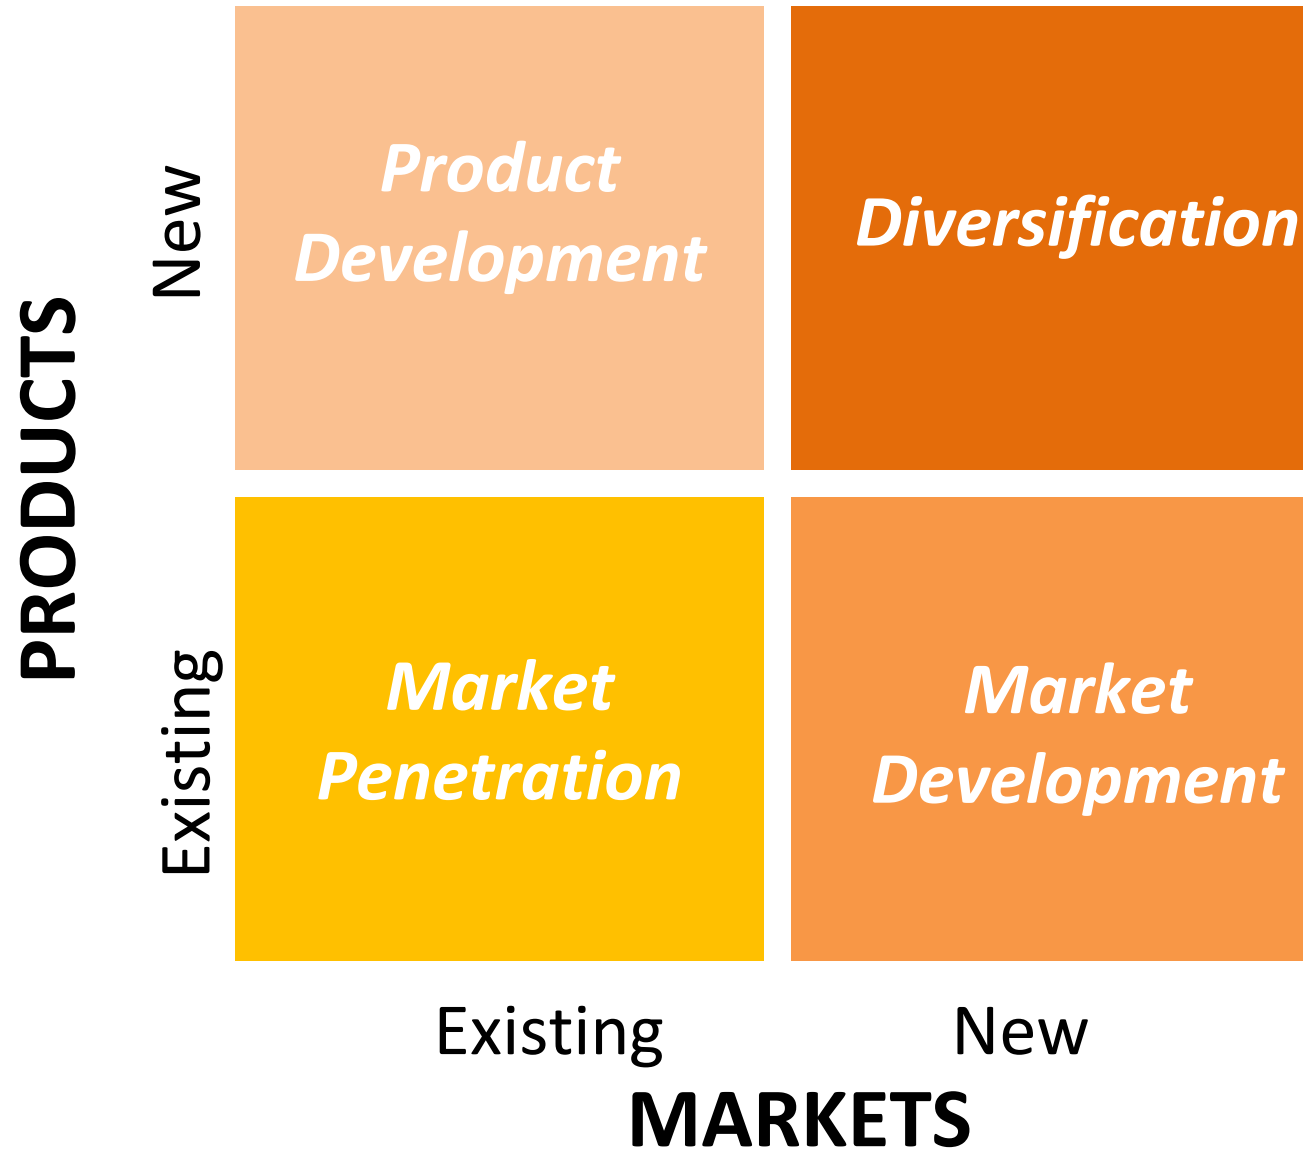 PRODUCTS
New
Product
Development
Diversification
Existing
Market
Penetration
Market
Development
Existing
New
MARKETS